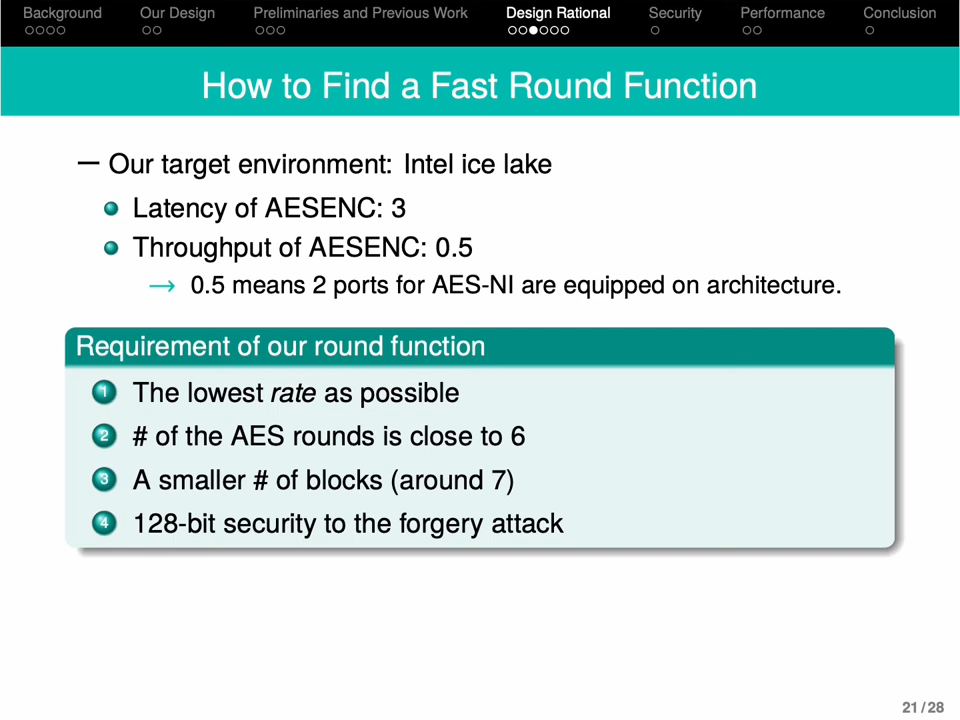 Background Our Design Preliminaries and Previous Work Design Rational Security Performance Conclusion
How to Find a Fast Round Function
— Our target environment: Intel ice lake
Latency of AESENC: 3
Throughput of AESENC: 0.5
→ 0.5 means 2 ports for AES-NI are equipped on architecture.
Requirement of our round function
1 The lowest rate as possible
2 # of the AES rounds is close to 6
3 A smaller # of blocks (around 7)
4 128-bit security to the forgery attack
21 / 28